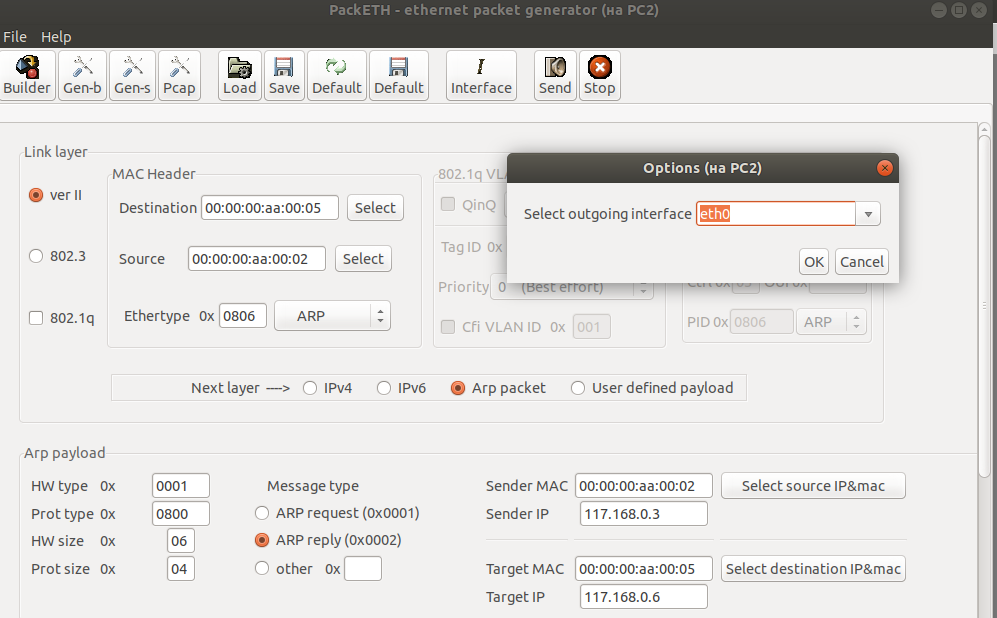 PackETH - ethernet packet generator (на PC2)
File Help
Builder Gen-b Gen-s Pcap Load Save Default Default Interface Send Stop
Link layer
ver II
802.3
802.1q
MAC Header
Destination 00:00:00:aa:00:05 Select
Source 00:00:00:aa:00:02 Select
Ethertype 0x 0806 ARP
802.1q VL
QinQ
Tag ID 0x
Priority 0 (Best effort)
Cfi VLAN ID 0x 001
PID 0x 0806 ARP
Options (на PC2)
Select outgoing interface eth0
OK Cancel
Next layer ----> IPv4 IPv6 Arp packet User defined payload
Arp payload
HW type 0x 0001
Prot type 0x 0800
HW size 0x 06
Prot size 0x 04
Message type
ARP request (0x0001)
ARP reply (0x0002)
other 0x
Sender MAC 00:00:00:aa:00:02 Select source IP&mac
Sender IP 117.168.0.3
Target MAC 00:00:00:aa:00:05 Select destination IP&mac
Target IP 117.168.0.6